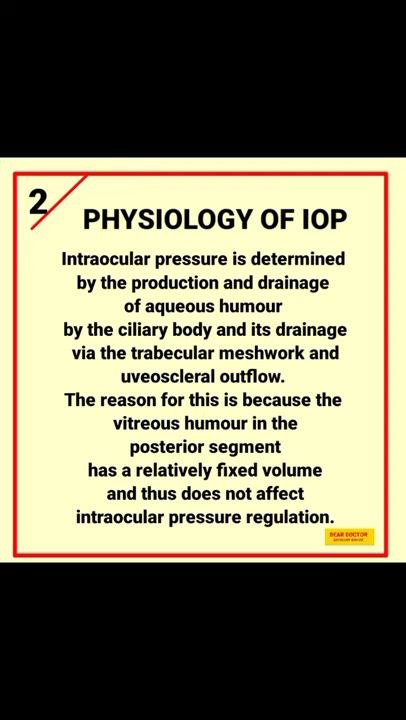 2
PHYSIOLOGY OF IOP
Intraocular pressure is determined
by the production and drainage
of aqueous humour
by the ciliary body and its drainage
via the trabecular meshwork and
uveoscleral outflow.
The reason for this is because the
vitreous humour in the
posterior segment
has a relatively fixed volume
and thus does not affect
intraocular pressure regulation.
DEAR DOCTOR